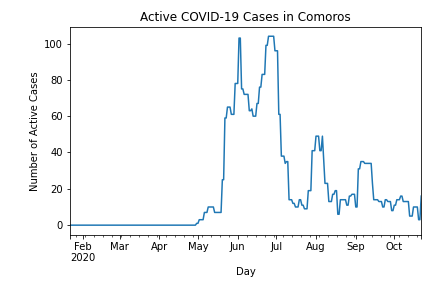 Active COVID-19 Cases in Comoros
Number of Active Cases
100
80
60
40
20
0
Feb Mar Apr May Jun Jul Aug Sep Oct
2020
Day